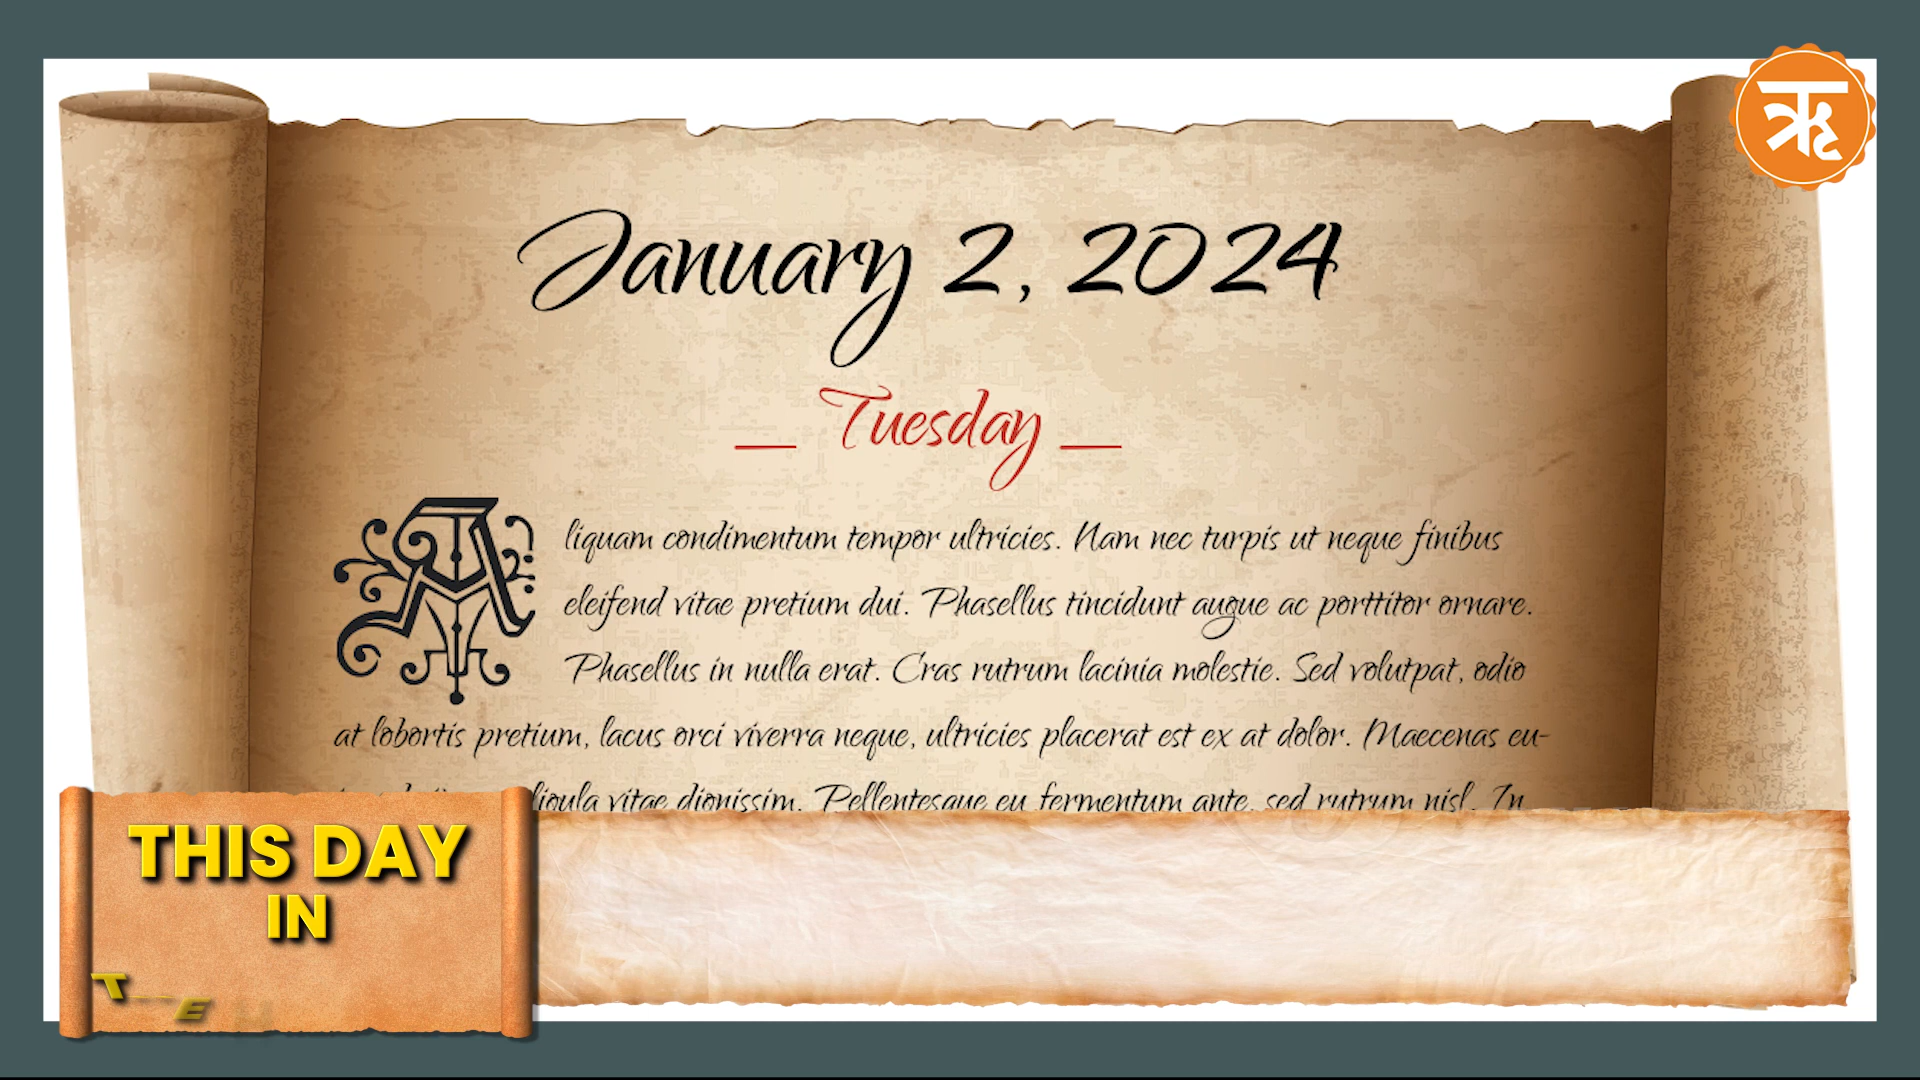 ऋ
January 2, 2024
Tuesday
Aliquam condimentum tempor ultricies. Nam nec turpis ut neque finibus
eleifend vitae pretium dui. Phasellus tincidunt augue ac porttitor ornare.
Phasellus in nulla erat. Cras rutrum lacinia molestie. Sed volutpat, odio
at lobortis pretium, lacus orci viverra neque, ultricies placerat est ex at dolor. Maecenas eu-
ligula vitae dignissim. Pellentesque eu fermentum ante, sed rutrum nisl. In
THIS DAY
IN